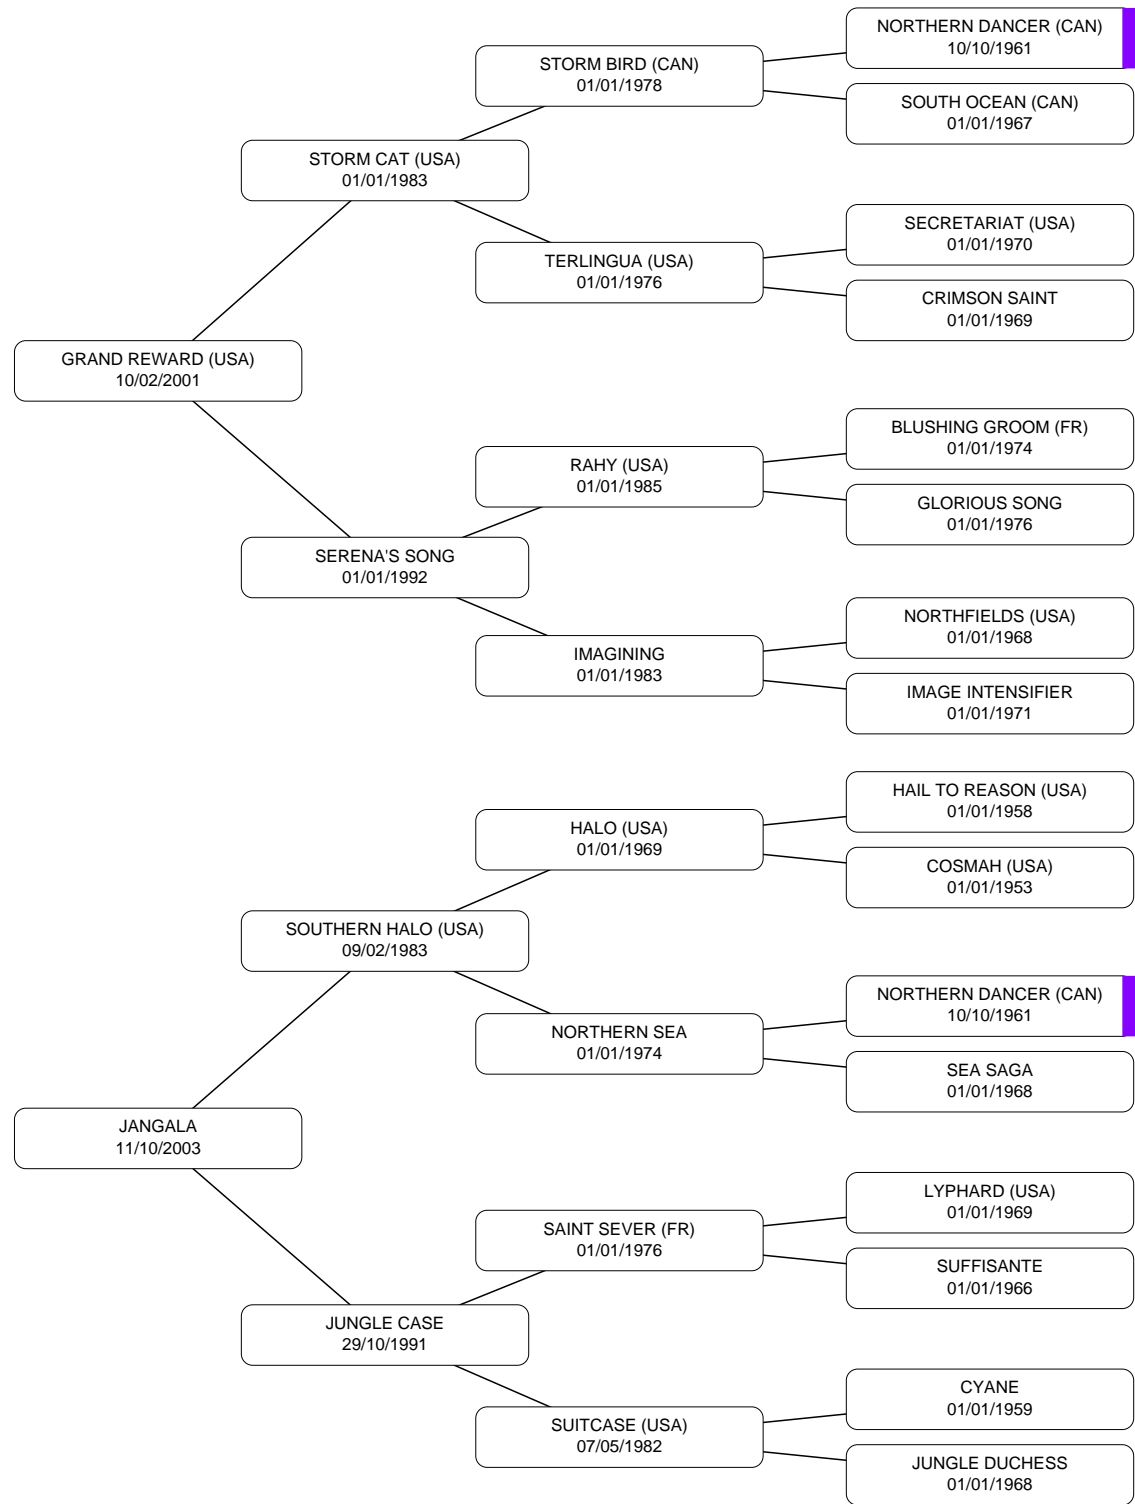 NORTHERN DANCER (CAN)
10/10/1961
STORM BIRD (CAN)
01/01/1978
SOUTH OCEAN (CAN)
01/01/1967
STORM CAT (USA)
01/01/1983
SECRETARIAT (USA)
01/01/1970
TERLINGUA (USA)
01/01/1976
CRIMSON SAINT
01/01/1969
GRAND REWARD (USA)
10/02/2001
BLUSHING GROOM (FR)
01/01/1974
RAHY (USA)
01/01/1985
GLORIOUS SONG
01/01/1976
SERENA'S SONG
01/01/1992
NORTHFIELDS (USA)
01/01/1968
IMAGINING
01/01/1983
IMAGE INTENSIFIER
01/01/1971
HAIL TO REASON (USA)
01/01/1958
HALO (USA)
01/01/1969
COSMAH (USA)
01/01/1953
SOUTHERN HALO (USA)
09/02/1983
NORTHERN DANCER (CAN)
10/10/1961
NORTHERN SEA
01/01/1974
SEA SAGA
01/01/1968
JANGALA
11/10/2003
LYPHARD (USA)
01/01/1969
SAINT SEVER (FR)
01/01/1976
SUFFISANTE
01/01/1966
JUNGLE CASE
29/10/1991
CYANE
01/01/1959
SUITCASE (USA)
07/05/1982
JUNGLE DUCHESS
01/01/1968